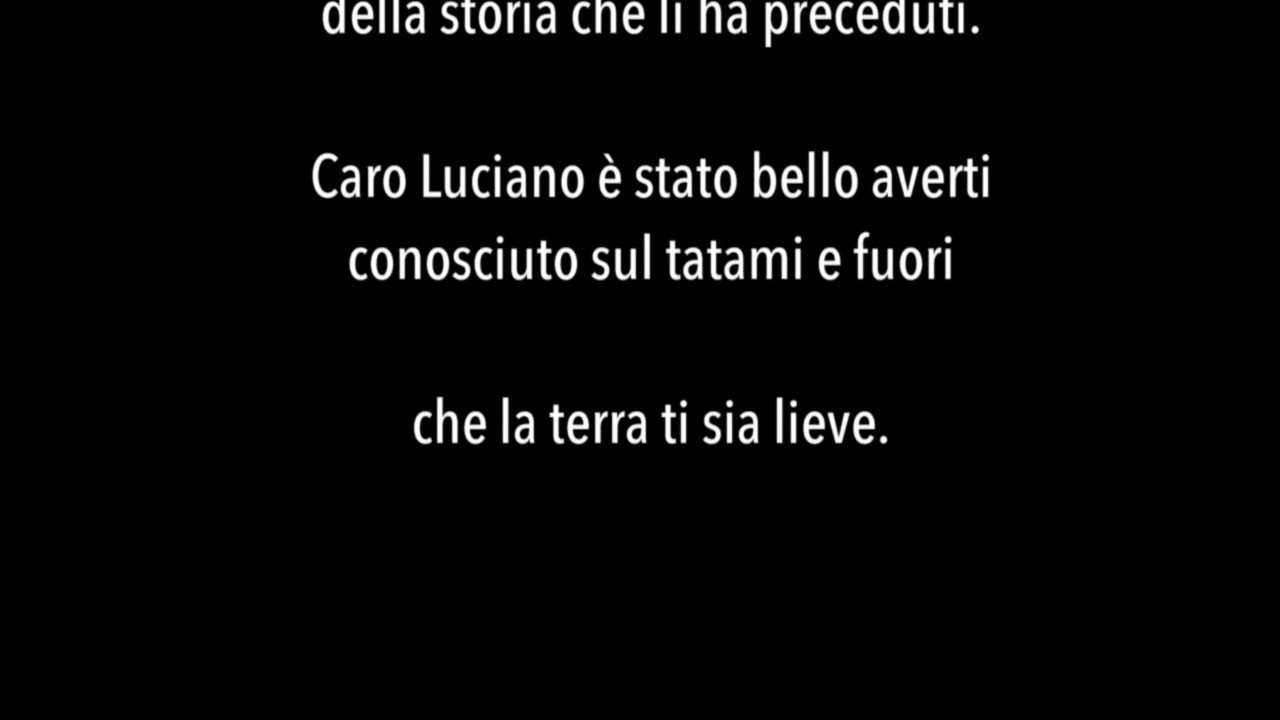 della storia che li ha preceduti.
Caro Luciano è stato bello averti
conosciuto sul tatami e fuori
che la terra ti sia lieve.